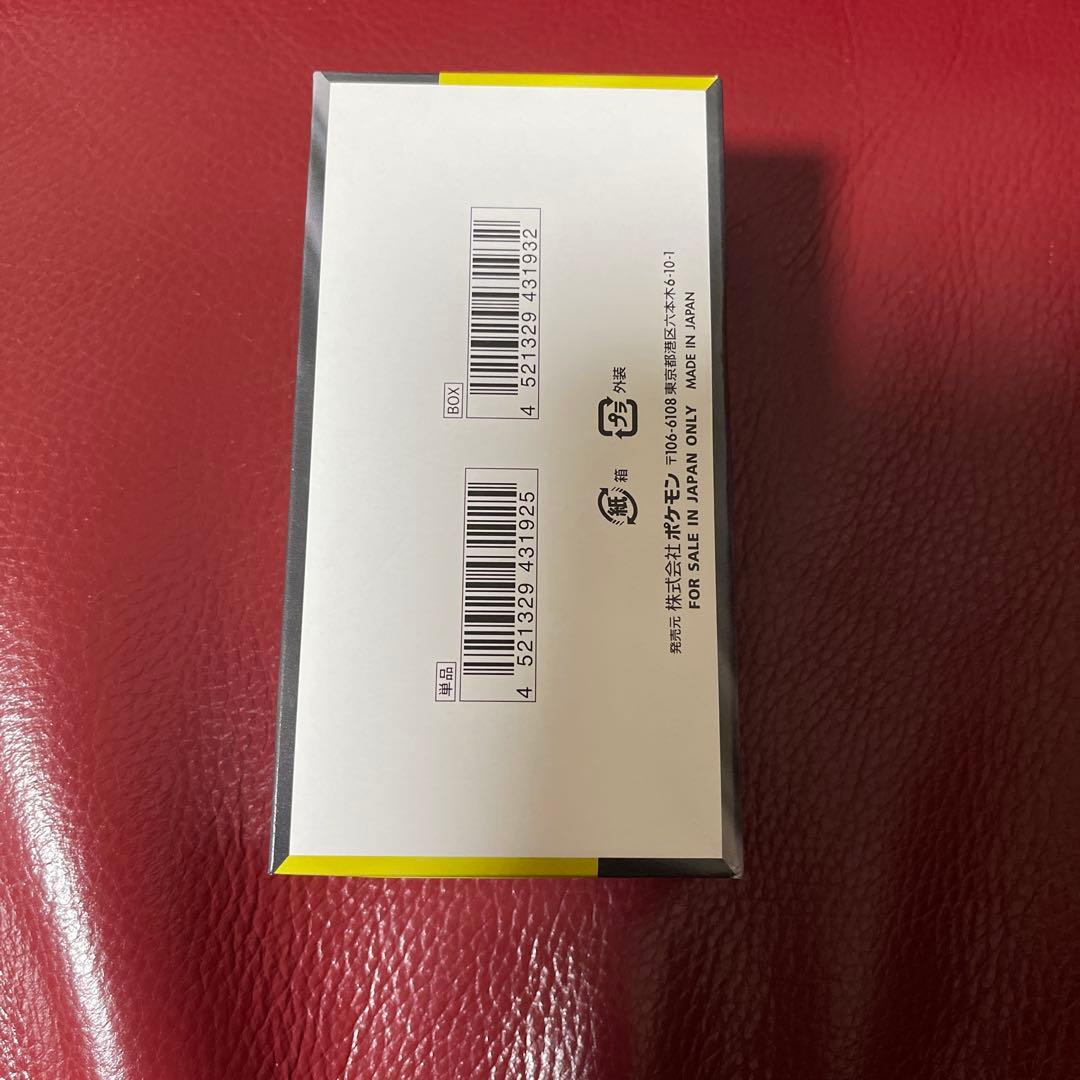 単品
4 521329 431925
BOX
4 521329 431932
紙 箱
プラ 外装
発売元 株式会社 ポケモン 〒106-6108 東京都港区六本木6-10-1
FOR SALE IN JAPAN ONLY MADE IN JAPAN